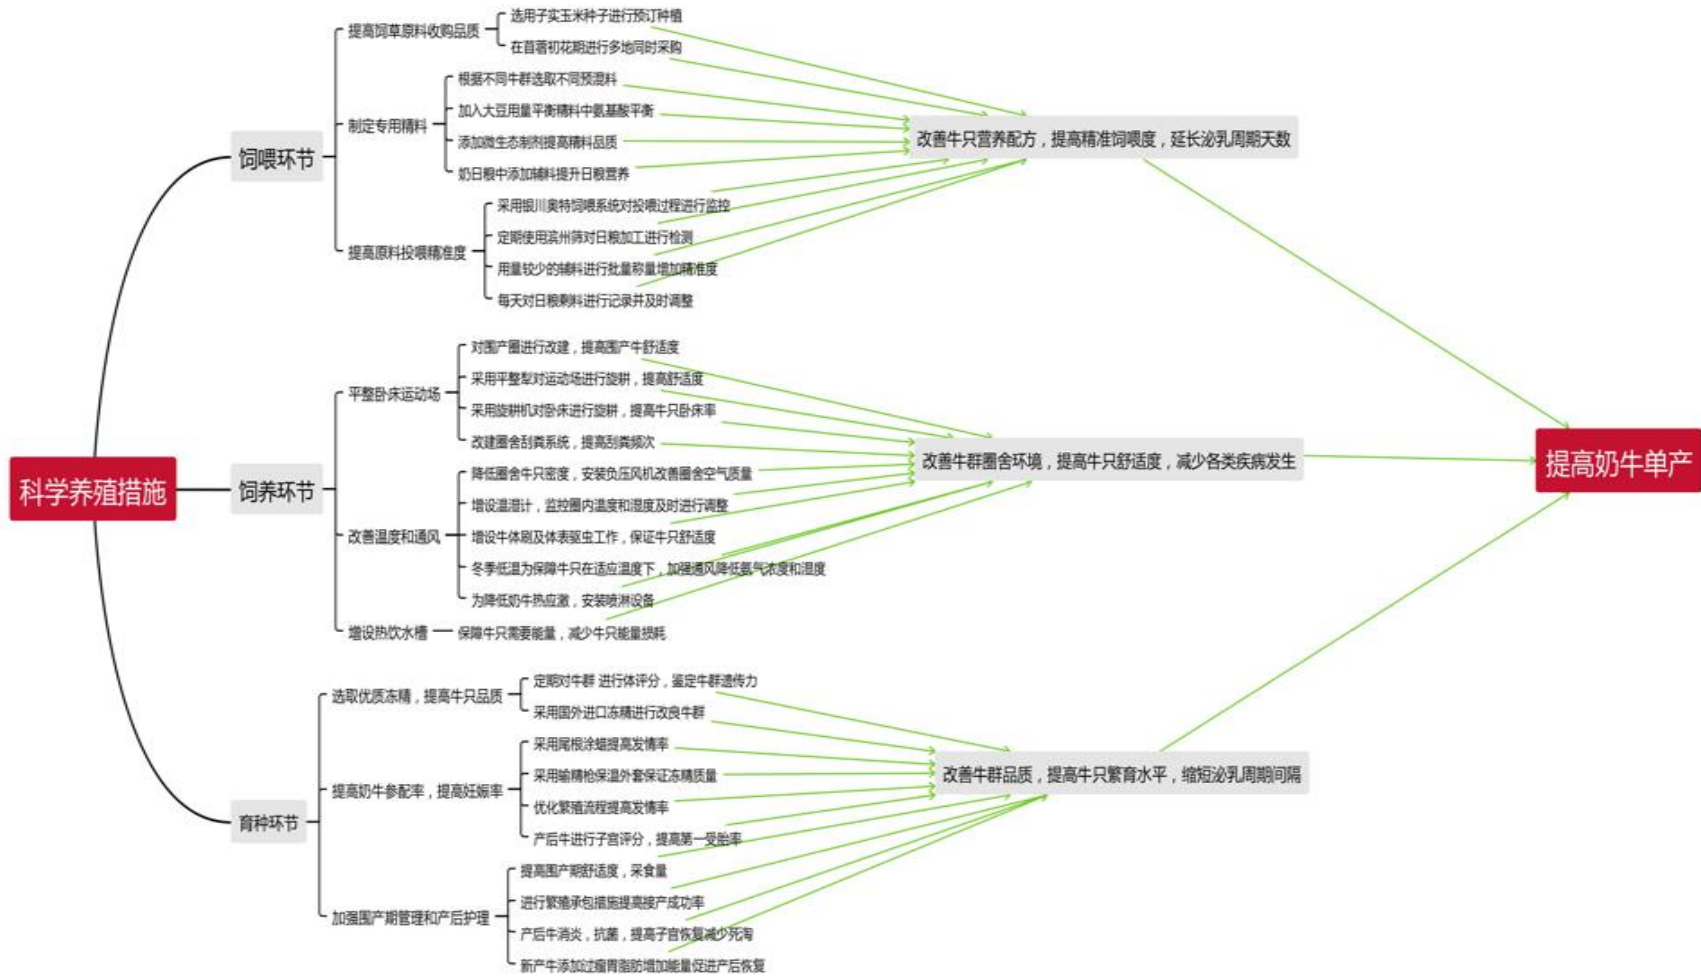 科学养殖措施
饲喂环节
提高饲草原料收购品质
选用子实玉米种子进行预订种植
在苜蓿初花期进行多地同时采购
制定专用精料
根据不同牛群选取不同预混料
加入大豆用量平衡精料中氨基酸平衡
添加微生态制剂提高精料品质
奶日粮中添加辅料提升日粮营养
提高原料投喂精准度
采用银川奥特饲喂系统对投喂过程进行监控
定期使用滨州筛对日粮加工进行检测
用量较少的辅料进行批量称量增加精准度
每天对日粮剩料进行记录并及时调整
改善牛只营养配方，提高精准饲喂度，延长泌乳周期天数
饲养环节
平整卧床运动场
对围产圈进行改建，提高围产牛舒适度
采用平整犁对运动场进行旋耕，提高舒适度
采用旋耕机对卧床进行旋耕，提高牛只卧床率
改建圈舍刮粪系统，提高刮粪频次
改善温度和通风
降低圈舍牛只密度，安装负压风机改善圈舍空气质量
增设温湿计，监控圈内温度和湿度及时进行调整
增设牛体刷及体表驱虫工作，保证牛只舒适度
冬季低温为保障牛只在适应温度下，加强通风降低氨气浓度和湿度
为降低奶牛热应激，安装喷淋设备
增设热饮水槽
保障牛只需要能量，减少牛只能量损耗
改善牛群圈舍环境，提高牛只舒适度，减少各类疾病发生
提高奶牛单产
育种环节
选取优质冻精，提高牛只品质
定期对牛群 进行体评分，鉴定牛群遗传力
采用国外进口冻精进行改良牛群
提高奶牛参配率，提高妊娠率
采用尾根涂蜡提高发情率
采用输精枪保温外套保证冻精质量
优化繁殖流程提高发情率
产后牛进行子宫评分，提高第一受胎率
加强围产期管理和产后护理
提高围产期舒适度，采食量
进行繁殖承包措施提高接产成功率
产后牛消炎，抗菌，提高子宫恢复减少死淘
新产牛添加过瘤胃脂肪增加能量促进产后恢复
改善牛群品质，提高牛只繁育水平，缩短泌乳周期间隔